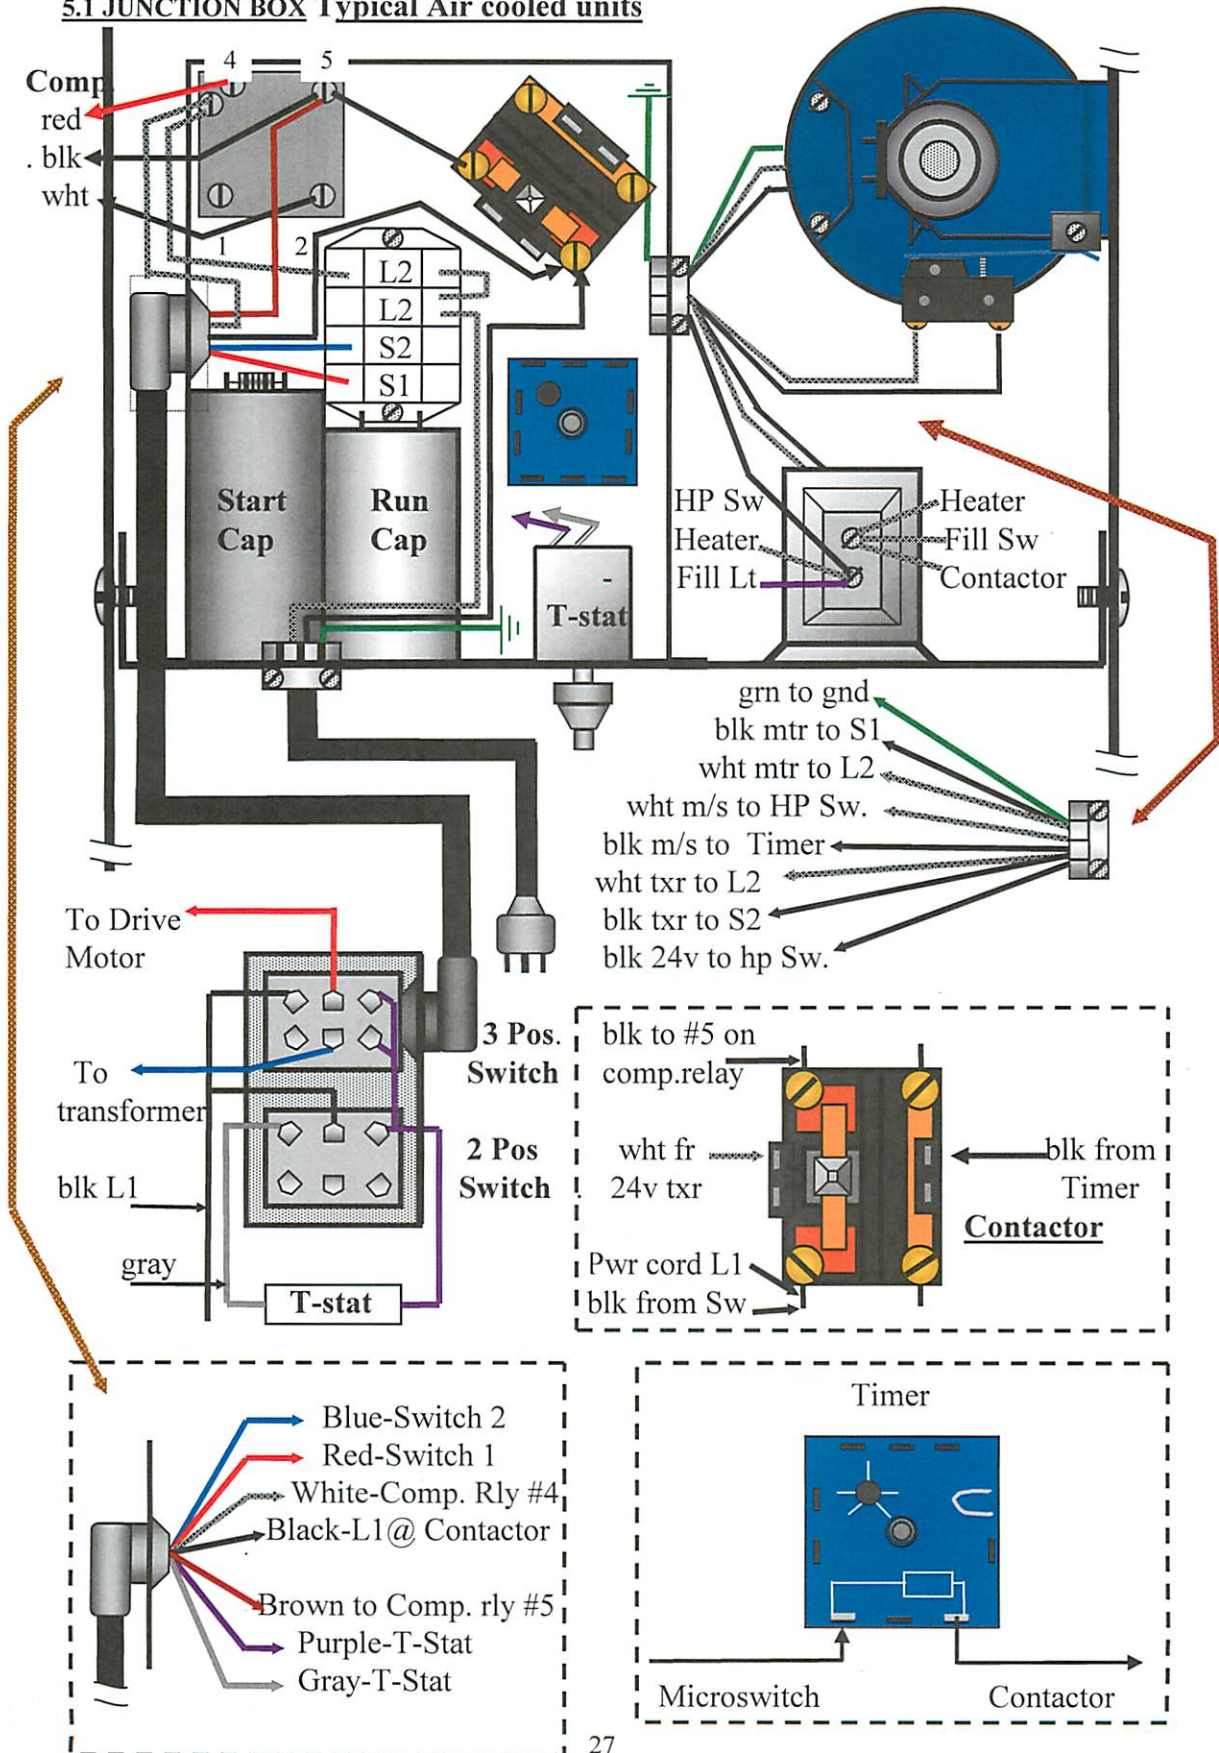 5.1 JUNCTION BOX Typical Air cooled units
4
5
Comp
red
. blk
wht
1
2
L2
L2
S2
S1
Start
Cap
Run
Cap
T-stat
HP Sw
Heater
Fill Lt
Heater
Fill Sw
Contactor
grn to gnd
blk mtr to S1
wht mtr to L2
wht m/s to HP Sw.
blk m/s to Timer
wht txr to L2
blk txr to S2
blk 24v to hp Sw.
To Drive
Motor
To
transformer
blk L1
gray
3 Pos.
Switch
2 Pos
Switch
T-stat
blk to #5 on
comp.relay
wht fr
24v txr
blk from
Timer
Contactor
Pwr cord L1
blk from Sw
Blue-Switch 2
Red-Switch 1
White-Comp. Rly #4
Black-L1@ Contactor
Brown to Comp. rly #5
Purple-T-Stat
Gray-T-Stat
Timer
Microswitch
Contactor
27